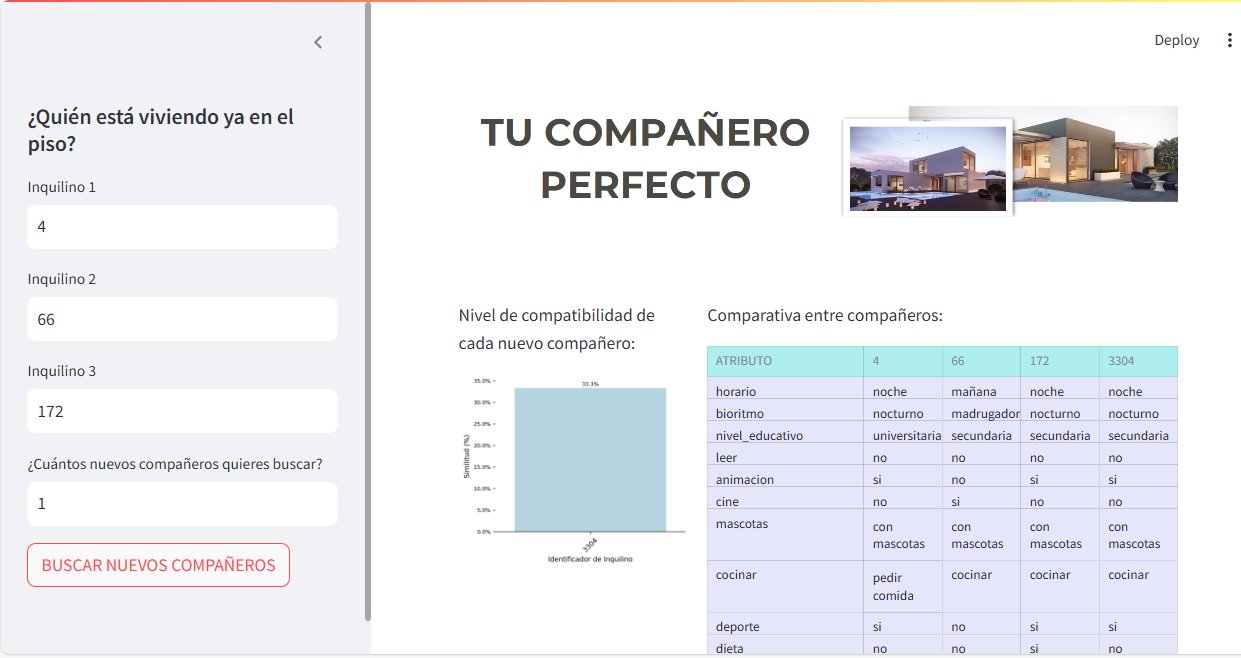 Deploy
¿Quién está viviendo ya en el
piso?
Inquilino 1
4
Inquilino 2
66
Inquilino 3
172
¿Cuántos nuevos compañeros quieres buscar?
1
BUSCAR NUEVOS COMPAÑEROS
TU COMPAÑERO
PERFECTO
Nivel de compatibilidad de
cada nuevo compañero:
35.0%
33.3%
30.0%
25.0%
20.0%
15.0%
10.0%
5.0%
0.0%
Similitud (%)
3304
Identificador de Inquilino
Comparativa entre compañeros:
ATRIBUTO 4 66 172 3304
horario noche mañana noche noche
bioritmo nocturno madrugador nocturno nocturno
nivel_educativo universitaria secundaria secundaria secundaria
leer no no no no
animacion si no si si
cine no si no no
mascotas con con con con
mascotas mascotas mascotas mascotas
cocinar pedir cocinar cocinar cocinar
comida
deporte si no si si
dieta no no si no